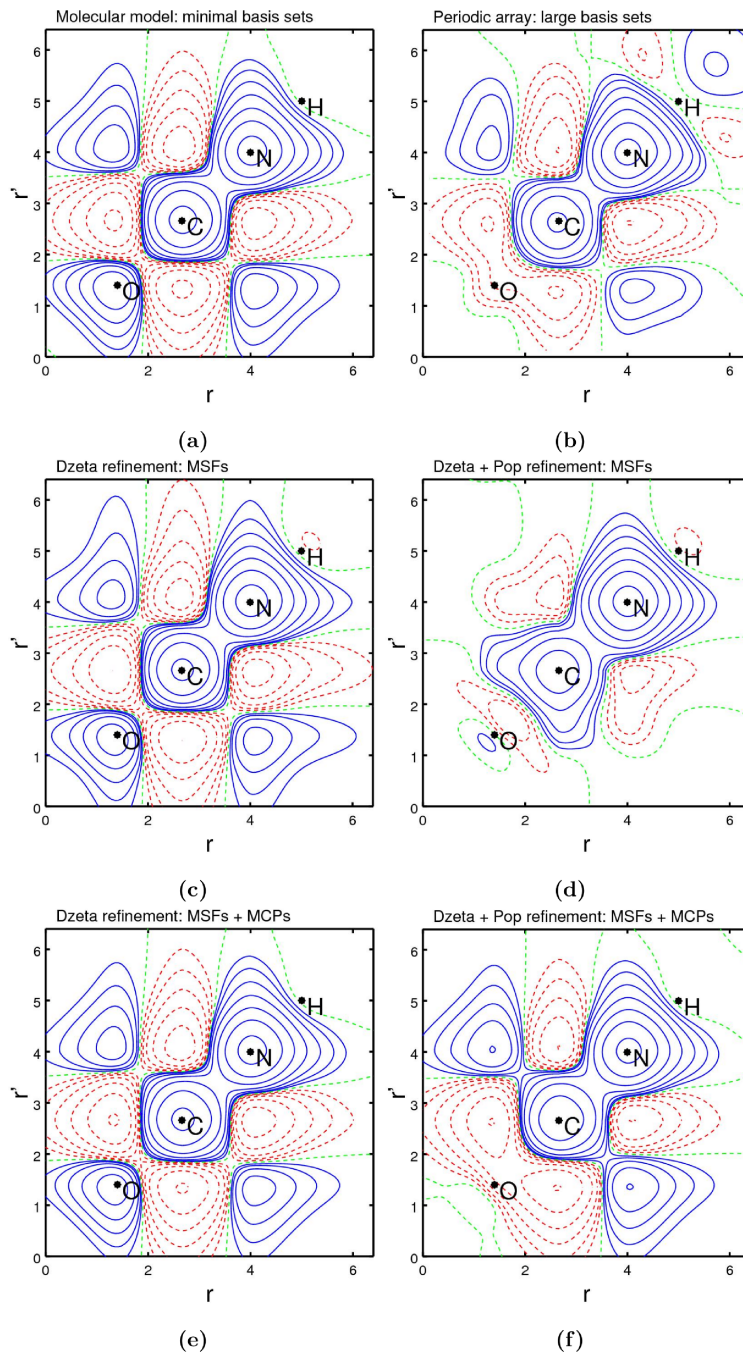 Molecular model: minimal basis sets
6
5
4
3
2
1
0
r'
H
N
C
O
0 2 4 6
r
(a)
Periodic array: large basis sets
6
5
4
3
2
1
0
r'
H
N
C
O
0 2 4 6
r
(b)
Dzeta refinement: MSFs
6
5
4
3
2
1
0
r'
H
N
C
O
0 2 4 6
r
(c)
Dzeta + Pop refinement: MSFs
6
5
4
3
2
1
0
r'
H
N
C
O
0 2 4 6
r
(d)
Dzeta refinement: MSFs + MCPs
6
5
4
3
2
1
0
r'
H
N
C
O
0 2 4 6
r
(e)
Dzeta + Pop refinement: MSFs + MCPs
6
5
4
3
2
1
0
r'
H
N
C
O
0 2 4 6
r
(f)